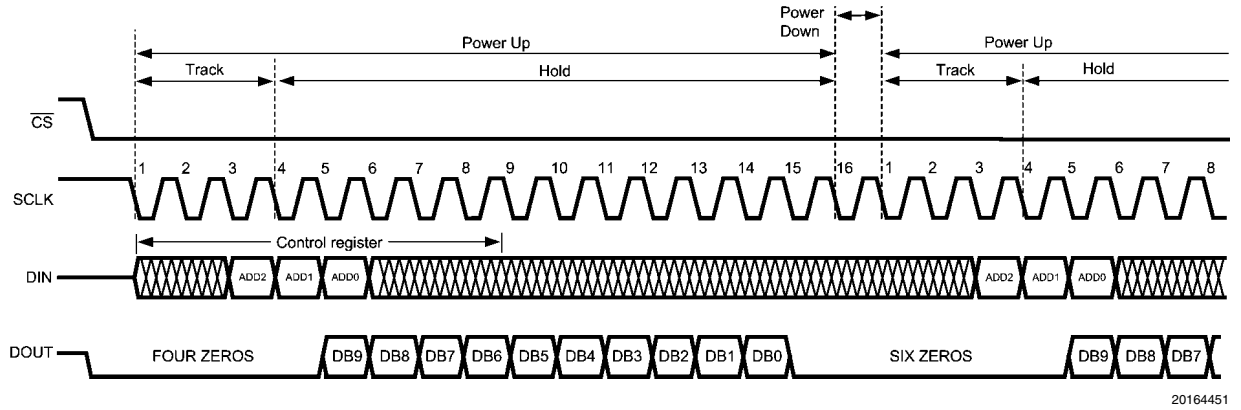 Power Down
Power Up
Power Up
Track
Hold
Track
Hold
CS
SCLK
1 2 3 4 5 6 7 8 9 10 11 12 13 14 15 16 1 2 3 4 5 6 7 8
Control register
DIN
ADD2 ADD1 ADD0 ADD2 ADD1 ADD0
DOUT
FOUR ZEROS DB9 DB8 DB7 DB6 DB5 DB4 DB3 DB2 DB1 DB0 SIX ZEROS DB9 DB8 DB7
20164451